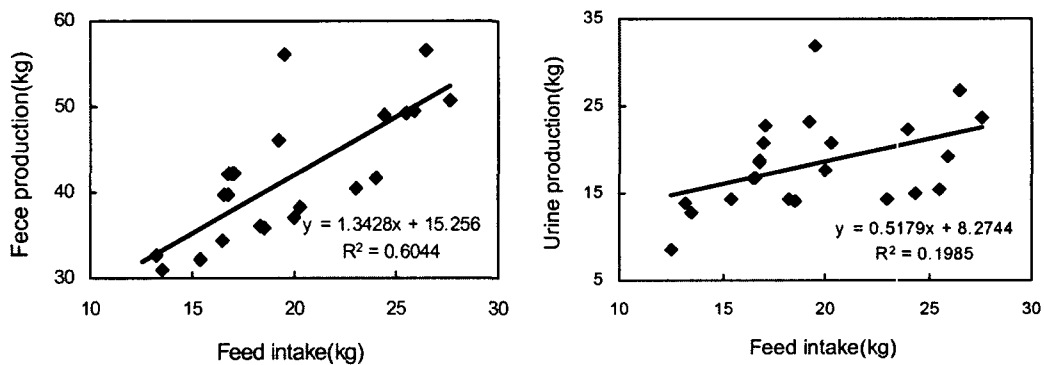 60
50
40
30
Fece production(kg)
y = 1.3428x + 15.256
R² = 0.6044
10 15 20 25 30
Feed intake(kg)
35
25
15
5
Urine production(kg)
y = 0.5179x + 8.2744
R² = 0.1985
10 15 20 25 30
Feed intake(kg)